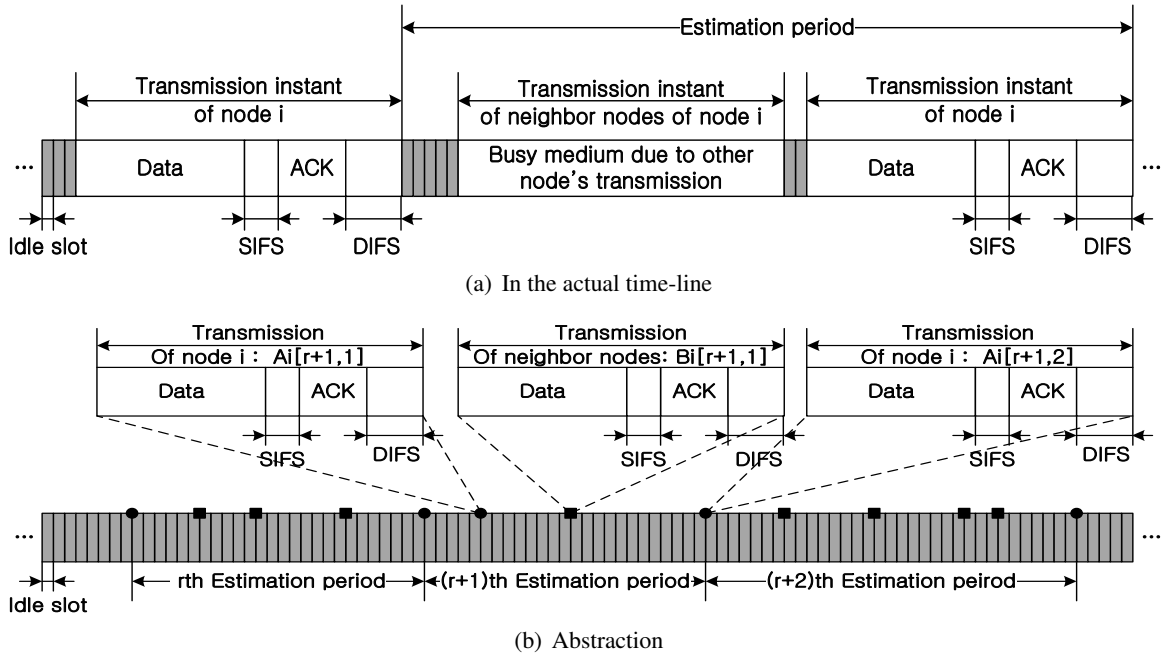 Estimation period
Transmission instant
of node i
Transmission instant
of neighbor nodes of node i
Transmission instant
of node i
...
Data
ACK
Busy medium due to other
node's transmission
Data
ACK
...
Idle slot
SIFS
DIFS
SIFS
DIFS
(a) In the actual time-line
Transmission
Of node i : Ai[r+1,1]
Transmission
Of neighbor nodes: Bi[r+1,1]
Transmission
Of node i : Ai[r+1,2]
Data
ACK
Data
ACK
Data
ACK
SIFS
DIFS
SIFS
DIFS
SIFS
DIFS
...
...
rth Estimation period
(r+1)th Estimation period
(r+2)th Estimation peirod
Idle slot
(b) Abstraction